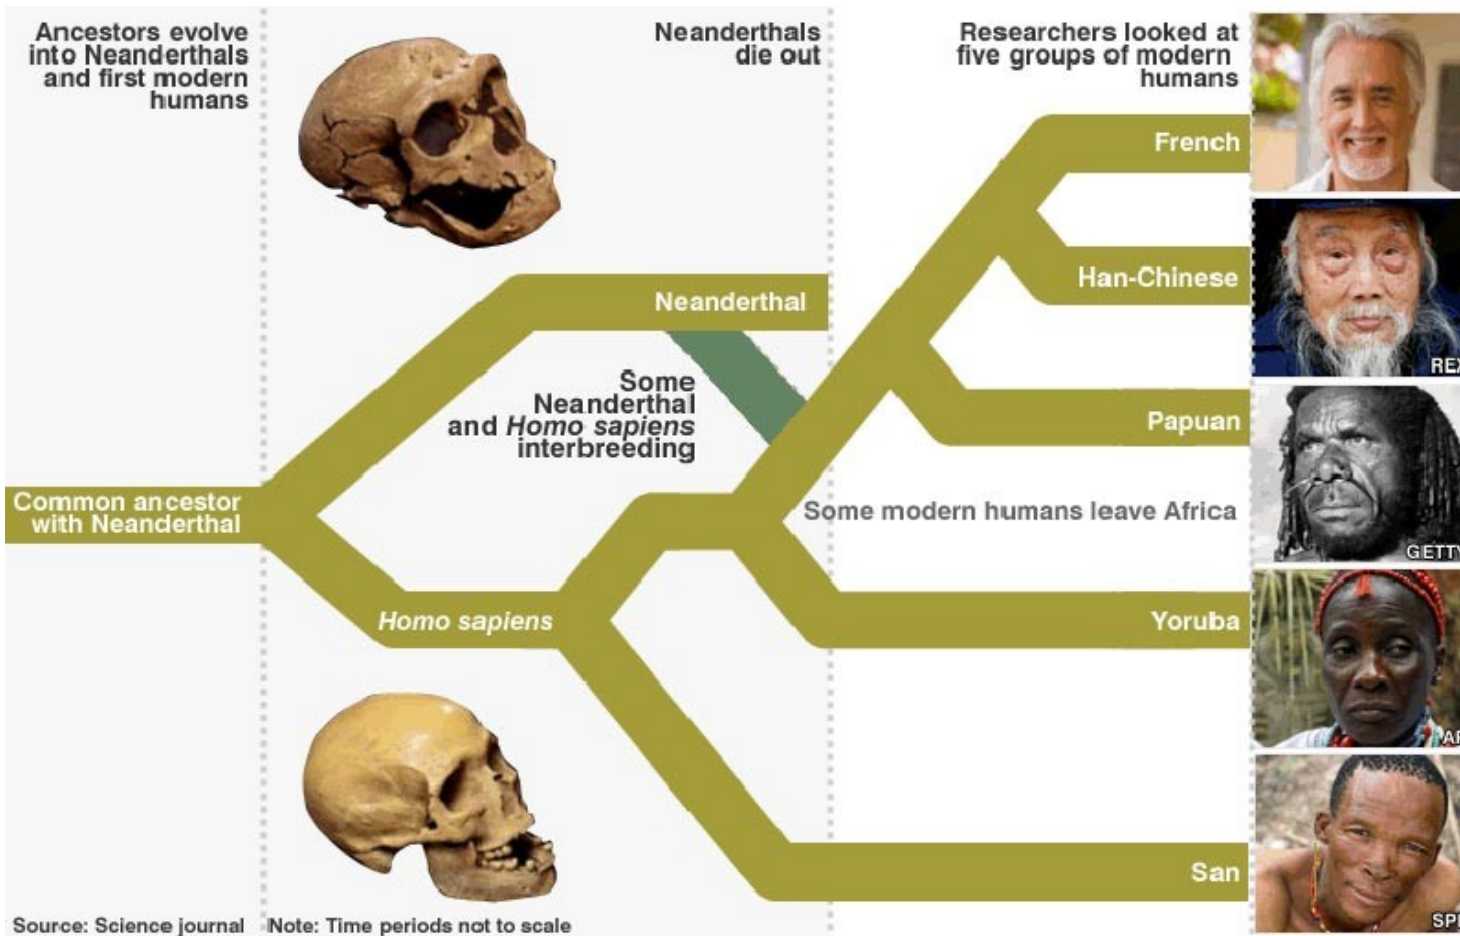 Ancestors evolve
into Neanderthals
and first modern
humans
Neanderthals
die out
Researchers looked at
five groups of modern
humans
French
Han-Chinese
REX
Neanderthal
Some
Neanderthal
and Homo sapiens
interbreeding
Papuan
Common ancestor
with Neanderthal
Some modern humans leave Africa
GETTY
Homo sapiens
Yoruba
San
Source: Science journal
Note: Time periods not to scale